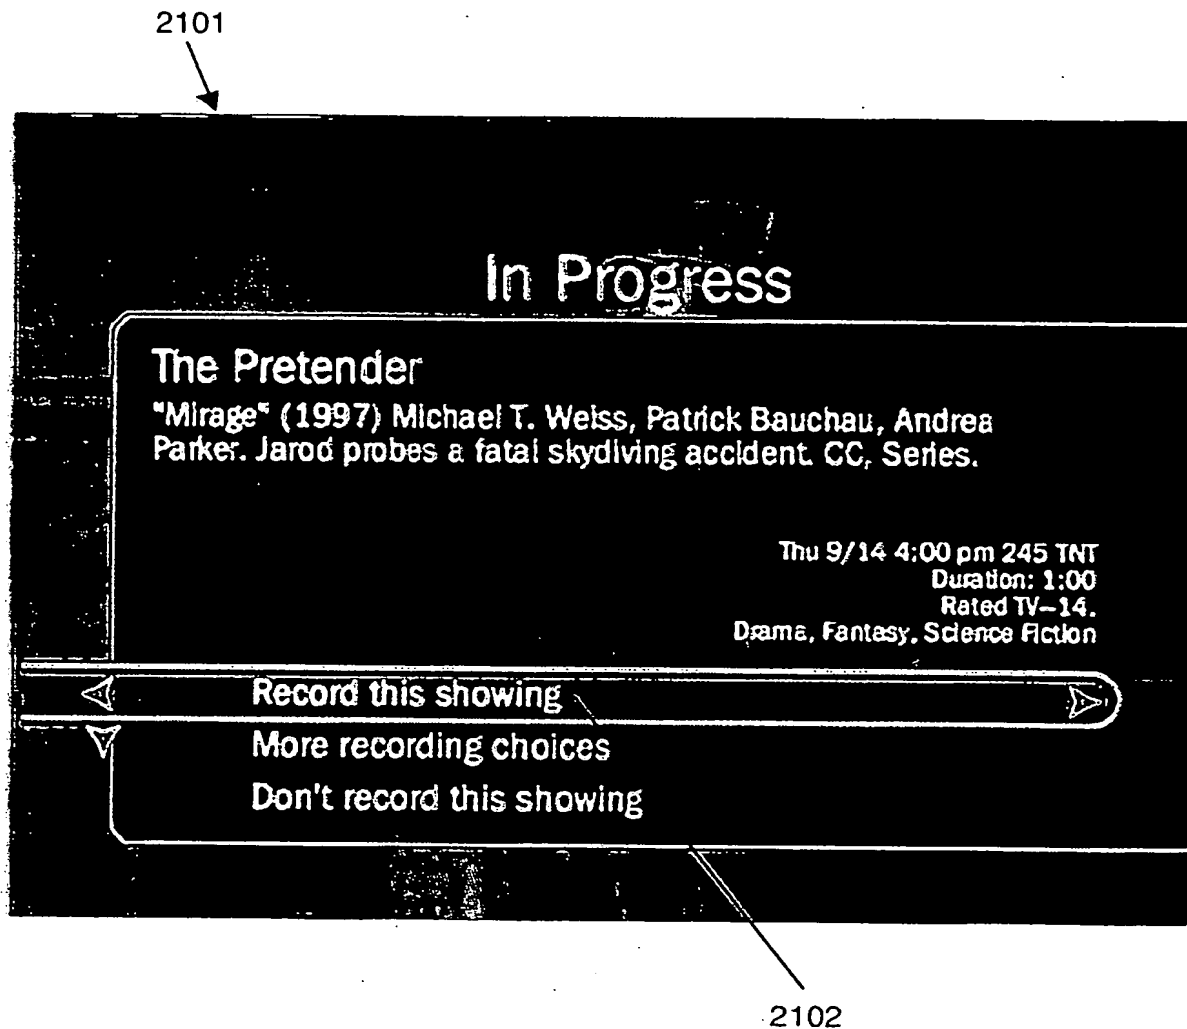 2101
In Progress
The Pretender
"Mirage" (1997) Michael T. Weiss, Patrick Bauchau, Andrea
Parker. Jarod probes a fatal skydiving accident. CC, Series.
Thu 9/14 4:00 pm 245 TNT
Duration: 1:00
Rated TV-14.
Drama, Fantasy, Science Fiction
Record this showing
More recording choices
Don't record this showing
2102